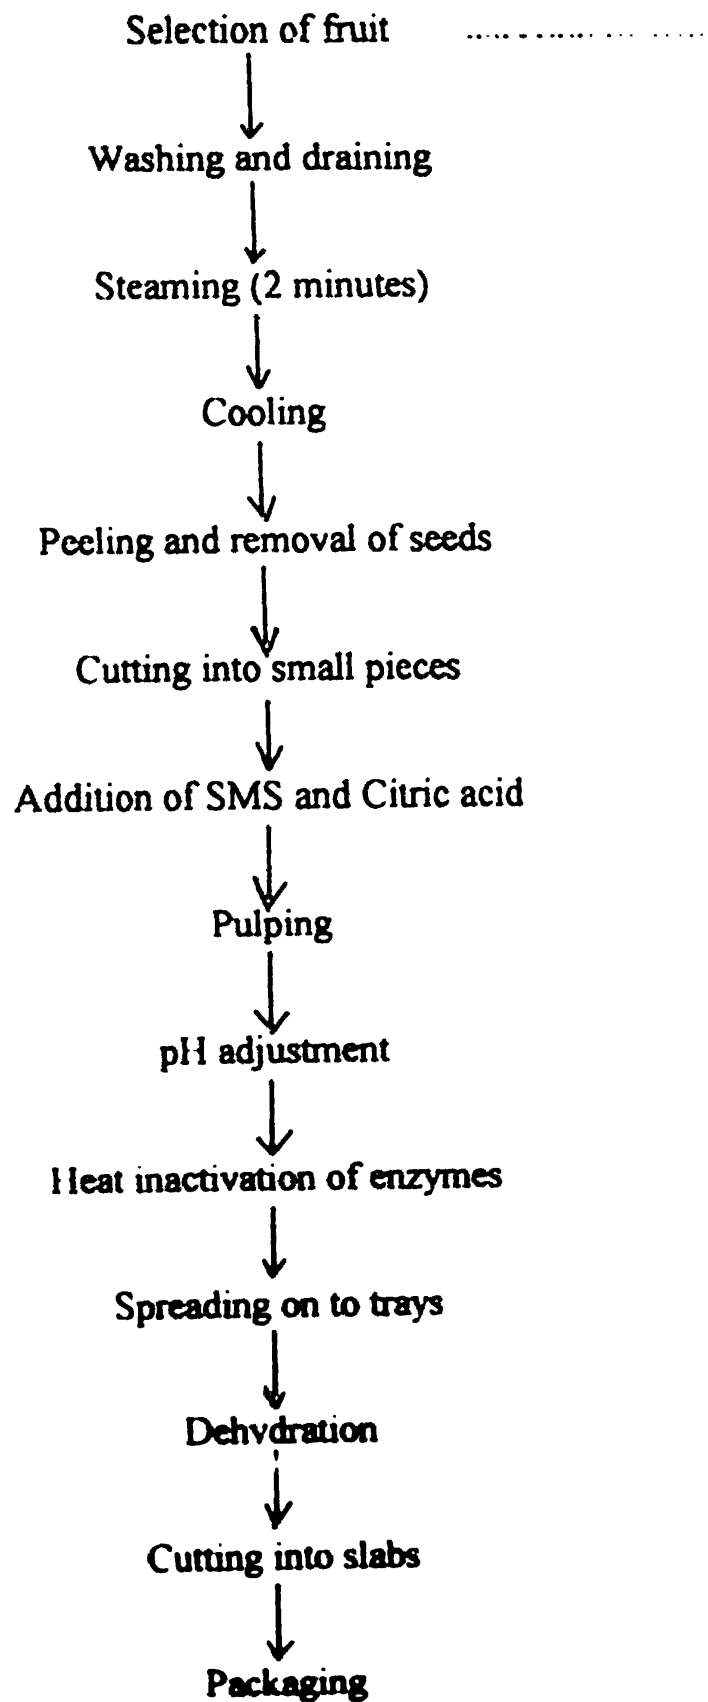 Selection of fruit
Washing and draining
Steaming (2 minutes)
Cooling
Peeling and removal of seeds
Cutting into small pieces
Addition of SMS and Citric acid
Pulping
pH adjustment
Heat inactivation of enzymes
Spreading on to trays
Dehydration
Cutting into slabs
Packaging